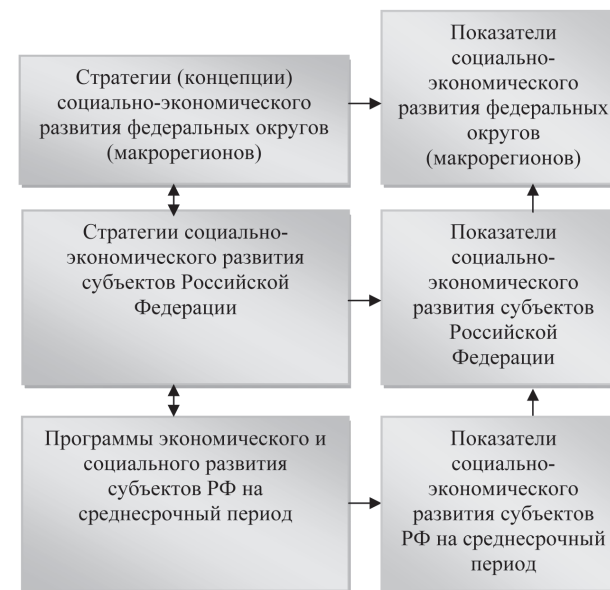 Стратегии (концепции)
социально-экономического
развития федеральных округов
(макрорегионов)
Показатели
социально-
экономического
развития федеральных
округов
(макрорегионов)
Стратегии социально-
экономического развития
субъектов Российской
Федерации
Показатели
социально-
экономического
развития субъектов
Российской
Федерации
Программы экономического и
социального развития
субъектов РФ на
среднесрочный период
Показатели
социально-
экономического
развития субъектов
РФ на среднесрочный
период